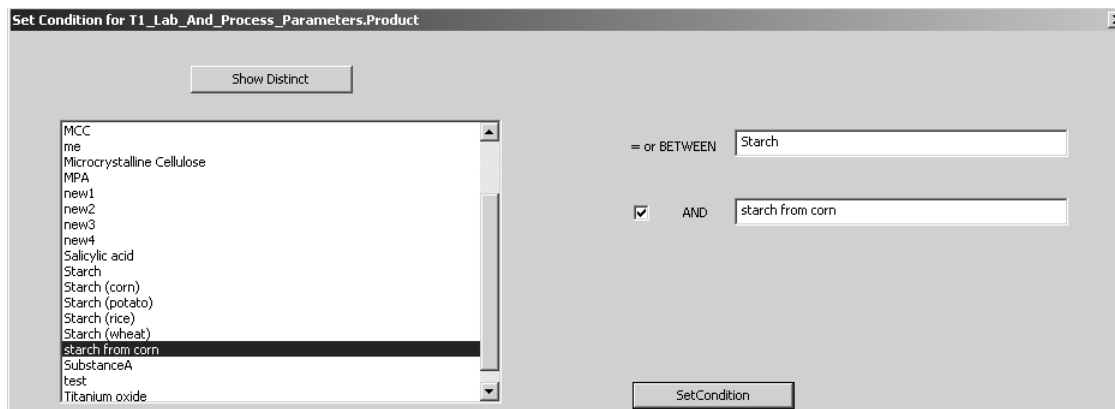 Set Condition for T1_Lab_And_Process_Parameters.Product
Show Distinct
MCC
me
Microcrystalline Cellulose
MPA
new1
new2
new3
new4
Salicylic acid
Starch
Starch (corn)
Starch (potato)
Starch (rice)
Starch (wheat)
starch from corn
SubstanceA
test
Titanium oxide
= or BETWEEN Starch
AND starch from corn
SetCondition